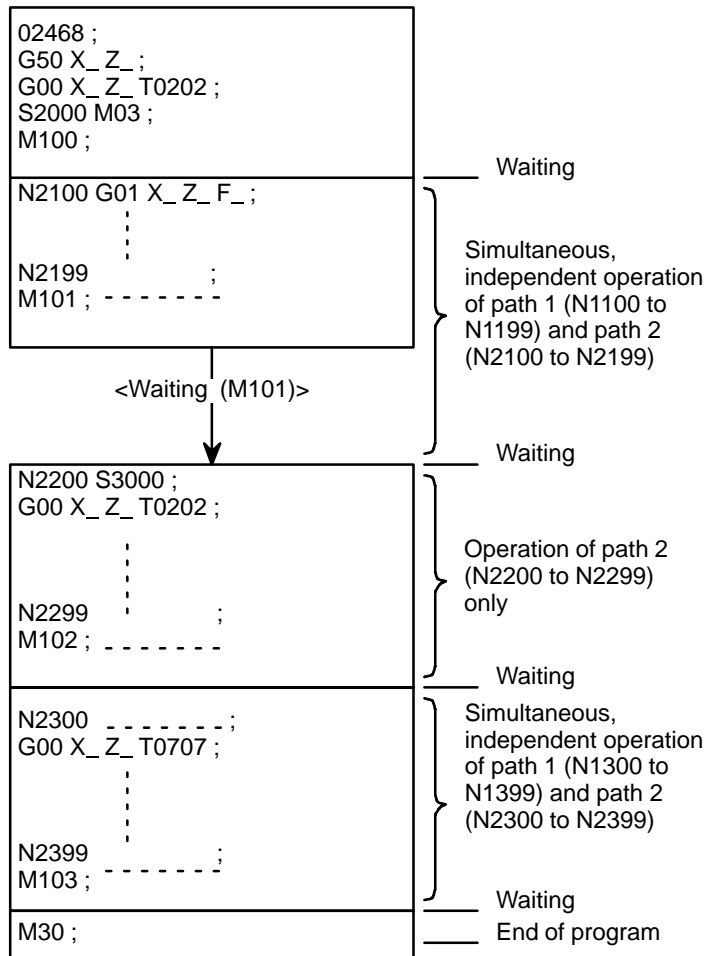 02468 ;
G50 X_ Z_ ;
G00 X_ Z_ T0202 ;
S2000 M03 ;
M100 ;
Waiting
N2100 G01 X_ Z_ F_ ;
N2199 ;
M101 ;
Simultaneous,
independent operation
of path 1 (N1100 to
N1199) and path 2
(N2100 to N2199)
<Waiting (M101)>
Waiting
N2200 S3000 ;
G00 X_ Z_ T0202 ;
N2299 ;
M102 ;
Operation of path 2
(N2200 to N2299)
only
Waiting
N2300 _ _ _ _ _ _ _ ;
G00 X_ Z_ T0707 ;
N2399 ;
M103 ;
Simultaneous,
independent operation
of path 1 (N1300 to
N1399) and path 2
(N2300 to N2399)
Waiting
M30 ;
End of program